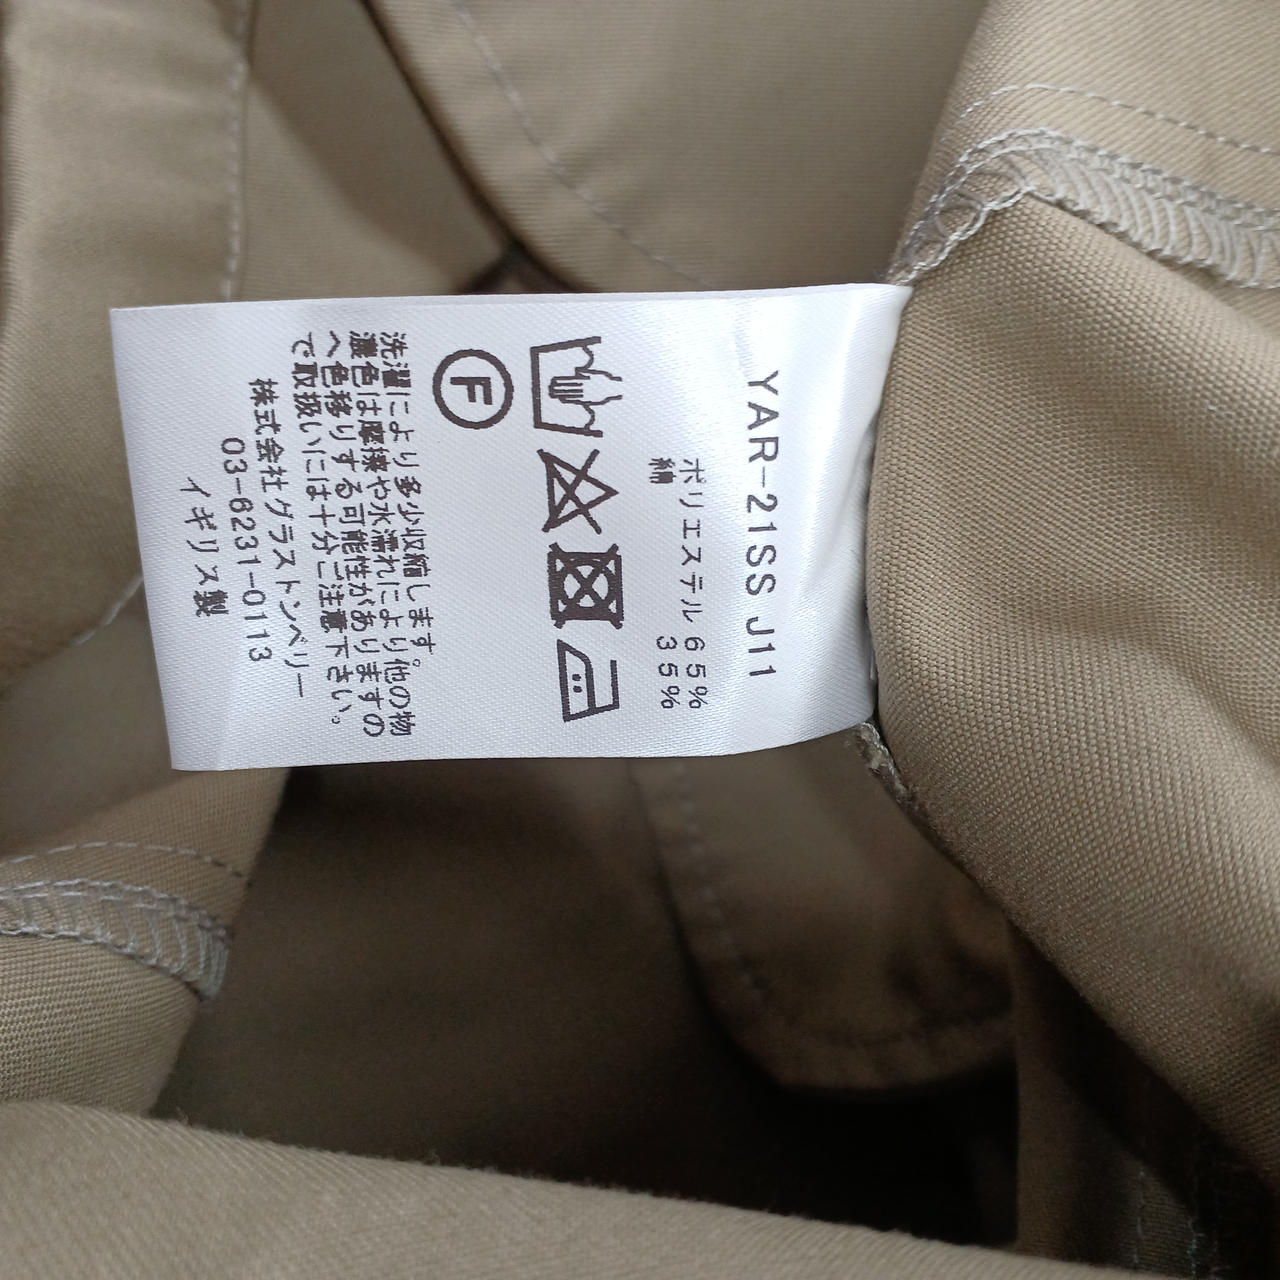 YAR-21SS J11
ポリエステル 65%
綿 35%
F
洗濯により多少収縮します。
濃色は摩擦や水濡れにより他の物
へ色移りする可能性がありますの
で取扱いには十分ご注意下さい。
株式会社グラストンベリー
03-6231-0113
イギリス製